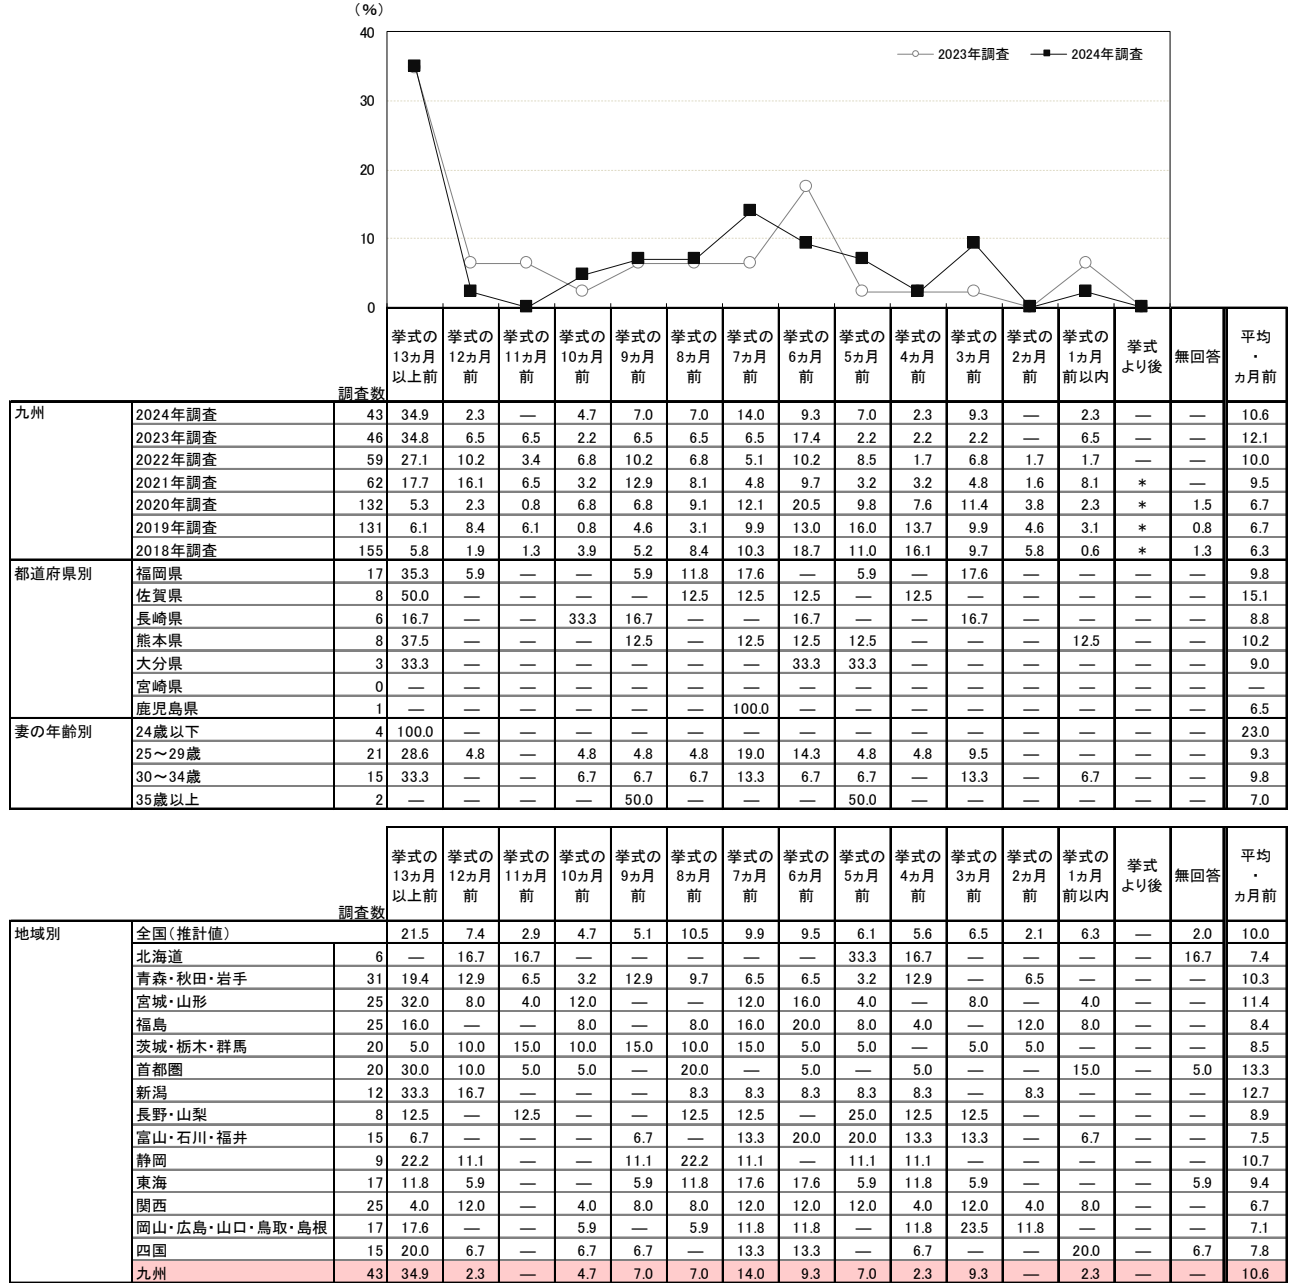 （％）
40
30
20
10
0
2023年調査 2024年調査
調査数 挙式の13ヵ月以上前 挙式の12ヵ月前 挙式の11ヵ月前 挙式の10ヵ月前 挙式の9ヵ月前 挙式の8ヵ月前 挙式の7ヵ月前 挙式の6ヵ月前 挙式の5ヵ月前 挙式の4ヵ月前 挙式の3ヵ月前 挙式の2ヵ月前 挙式の1ヵ月前以内 挙式より後 無回答 平均・ヵ月前
九州 2024年調査 43 34.9 2.3 — 4.7 7.0 7.0 14.0 9.3 7.0 2.3 9.3 — 2.3 — — 10.6
2023年調査 46 34.8 6.5 6.5 2.2 6.5 6.5 6.5 17.4 2.2 2.2 2.2 — 6.5 — — 12.1
2022年調査 59 27.1 10.2 3.4 6.8 10.2 6.8 5.1 10.2 8.5 1.7 6.8 1.7 1.7 — — 10.0
2021年調査 62 17.7 16.1 6.5 3.2 12.9 8.1 4.8 9.7 3.2 3.2 4.8 1.6 8.1 * — 9.5
2020年調査 132 5.3 2.3 0.8 6.8 6.8 9.1 12.1 20.5 9.8 7.6 11.4 3.8 2.3 * 1.5 6.7
2019年調査 131 6.1 8.4 6.1 0.8 4.6 3.1 9.9 13.0 16.0 13.7 9.9 4.6 3.1 * 0.8 6.7
2018年調査 155 5.8 1.9 1.3 3.9 5.2 8.4 10.3 18.7 11.0 16.1 9.7 5.8 0.6 * 1.3 6.3
都道府県別 福岡県 17 35.3 5.9 — — 5.9 11.8 17.6 — 5.9 — 17.6 — — — — 9.8
佐賀県 8 50.0 — — — — 12.5 12.5 12.5 — 12.5 — — — — — 15.1
長崎県 6 16.7 — — 33.3 16.7 — — 16.7 — — 16.7 — — — — 8.8
熊本県 8 37.5 — — — 12.5 — 12.5 12.5 12.5 — — — 12.5 — — 10.2
大分県 3 33.3 — — — — — — 33.3 33.3 — — — — — — 9.0
宮崎県 0 — — — — — — — — — — — — — — — —
鹿児島県 1 — — — — — — 100.0 — — — — — — — — 6.5
妻の年齢別 24歳以下 4 100.0 — — — — — — — — — — — — — — 23.0
25～29歳 21 28.6 4.8 — 4.8 4.8 4.8 19.0 14.3 4.8 4.8 9.5 — — — — 9.3
30～34歳 15 33.3 — — 6.7 6.7 6.7 13.3 6.7 6.7 — 13.3 — 6.7 — — 9.8
35歳以上 2 — — — — 50.0 — — — 50.0 — — — — — — 7.0
調査数 挙式の13ヵ月以上前 挙式の12ヵ月前 挙式の11ヵ月前 挙式の10ヵ月前 挙式の9ヵ月前 挙式の8ヵ月前 挙式の7ヵ月前 挙式の6ヵ月前 挙式の5ヵ月前 挙式の4ヵ月前 挙式の3ヵ月前 挙式の2ヵ月前 挙式の1ヵ月前以内 挙式より後 無回答 平均・ヵ月前
地域別 全国（推計値） 21.5 7.4 2.9 4.7 5.1 10.5 9.9 9.5 6.1 5.6 6.5 2.1 6.3 — 2.0 10.0
北海道 6 — 16.7 16.7 — — — — — 33.3 16.7 — — — — 16.7 7.4
青森・秋田・岩手 31 19.4 12.9 6.5 3.2 12.9 9.7 6.5 6.5 3.2 12.9 — 6.5 — — — 10.3
宮城・山形 25 32.0 8.0 4.0 12.0 — — 12.0 16.0 4.0 — 8.0 — 4.0 — — 11.4
福島 25 16.0 — — 8.0 — 8.0 16.0 20.0 8.0 4.0 — 12.0 8.0 — — 8.4
茨城・栃木・群馬 20 5.0 10.0 15.0 10.0 15.0 10.0 15.0 5.0 5.0 — 5.0 5.0 — — — 8.5
首都圏 20 30.0 10.0 5.0 5.0 — 20.0 — 5.0 — 5.0 — — 15.0 — 5.0 13.3
新潟 12 33.3 16.7 — — — 8.3 8.3 8.3 8.3 8.3 — 8.3 — — — 12.7
長野・山梨 8 12.5 — 12.5 — — 12.5 12.5 — 25.0 12.5 12.5 — — — — 8.9
富山・石川・福井 15 6.7 — — — 6.7 — 13.3 20.0 20.0 13.3 13.3 — 6.7 — — 7.5
静岡 9 22.2 11.1 — — 11.1 22.2 11.1 — 11.1 11.1 — — — — — 10.7
東海 17 11.8 5.9 — — 5.9 11.8 17.6 17.6 5.9 11.8 5.9 — — — 5.9 9.4
関西 25 4.0 12.0 — 4.0 8.0 8.0 12.0 12.0 12.0 4.0 12.0 4.0 8.0 — — 6.7
岡山・広島・山口・鳥取・島根 17 17.6 — — 5.9 — 5.9 11.8 11.8 — 11.8 23.5 11.8 — — — 7.1
四国 15 20.0 6.7 — 6.7 6.7 — 13.3 13.3 — 6.7 — — 20.0 — 6.7 7.8
九州 43 34.9 2.3 — 4.7 7.0 7.0 14.0 9.3 7.0 2.3 9.3 — 2.3 — — 10.6